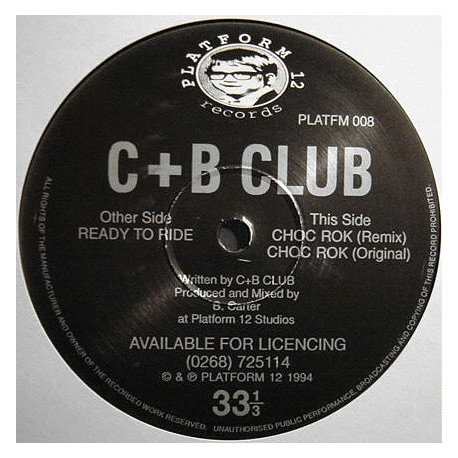 PLATFORM 12
records
PLATFM 008
C+B CLUB
Other Side
READY TO RIDE
This Side
CHOC ROK (Remix)
CHOC ROK (Original)
Written by C+B CLUB
Produced and Mixed by
B. Carter
at Platform 12 Studios
AVAILABLE FOR LICENCING
(0268) 725114
© & ℗ PLATFORM 12 1994
33 1/3
ALL RIGHTS OF THE MANUFACTURER AND OWNER OF THE RECORDED WORK RESERVED. UNAUTHORISED PUBLIC PERFORMANCE, BROADCASTING AND COPYING OF THIS RECORD PROHIBITED.